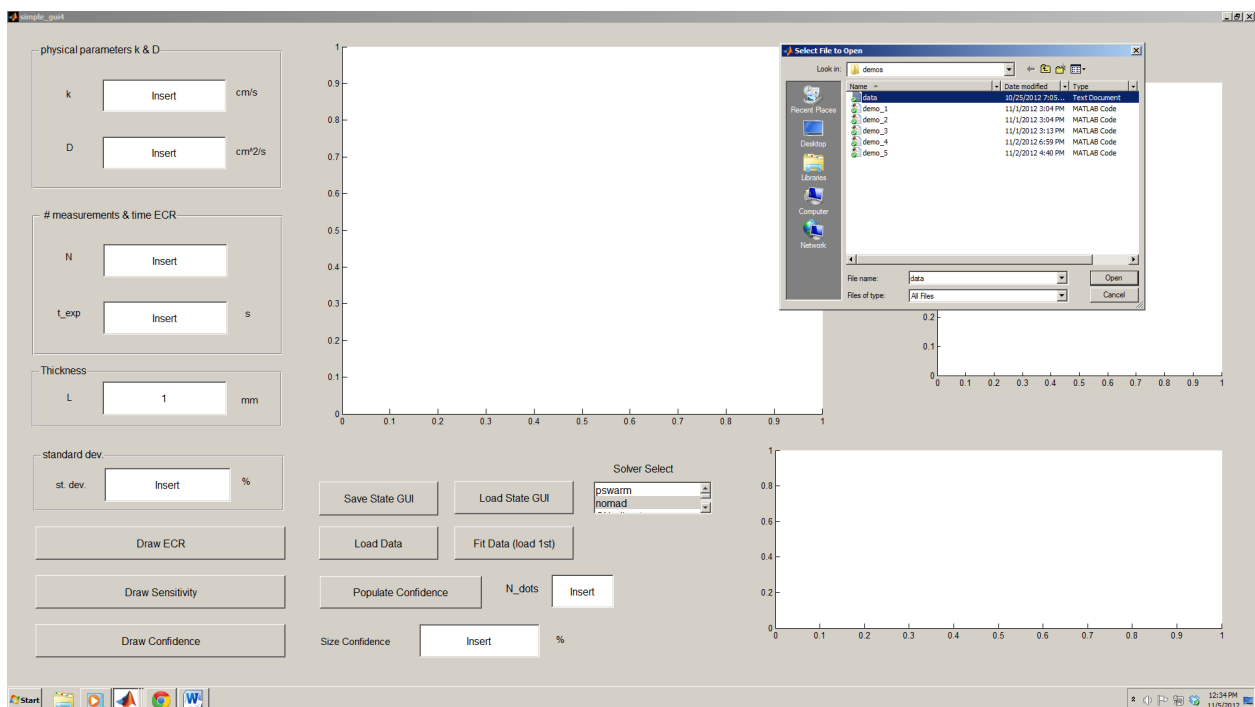 simple_gui4
physical parameters k & D
k Insert cm/s
D Insert cm^2/s
# measurements & time ECR
N Insert
t_exp Insert s
Thickness
L 1 mm
standard dev.
st. dev. Insert %
Draw ECR
Draw Sensitivity
Draw Confidence
1
0.9
0.8
0.7
0.6
0.5
0.4
0.3
0.2
0.1
0
0 0.1 0.2 0.3 0.4 0.5 0.6 0.7 0.8 0.9 1
Save State GUI
Load State GUI
Solver Select
pswarm
nomad
Load Data
Fit Data (load 1st)
Populate Confidence
N_dots Insert
Size Confidence Insert %
Select File to Open
Look in: demos
Name Date modified Type
data 10/25/2012 7:05... Text Document
demo_1 11/1/2012 3:04 PM MATLAB Code
demo_2 11/1/2012 3:04 PM MATLAB Code
demo_3 11/1/2012 3:13 PM MATLAB Code
demo_4 11/2/2012 6:59 PM MATLAB Code
demo_5 11/2/2012 4:40 PM MATLAB Code
Recent Places
Desktop
Libraries
Computer
Network
File name: data Open
Files of type: All Files Cancel
0.2
0.1
0
0 0.1 0.2 0.3 0.4 0.5 0.6 0.7 0.8 0.9 1
1
0.8
0.6
0.4
0.2
0
0 0.1 0.2 0.3 0.4 0.5 0.6 0.7 0.8 0.9 1
Start
12:34 PM
11/5/2012